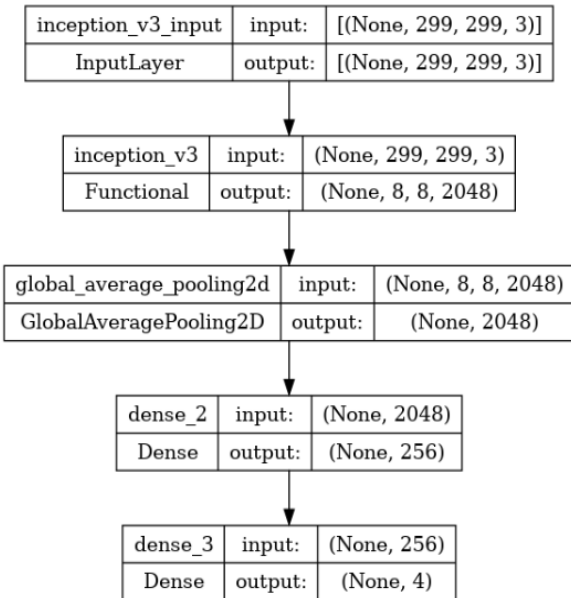 inception_v3_input input: [(None, 299, 299, 3)]
InputLayer output: [(None, 299, 299, 3)]
inception_v3 input: (None, 299, 299, 3)
Functional output: (None, 8, 8, 2048)
global_average_pooling2d input: (None, 8, 8, 2048)
GlobalAveragePooling2D output: (None, 2048)
dense_2 input: (None, 2048)
Dense output: (None, 256)
dense_3 input: (None, 256)
Dense output: (None, 4)